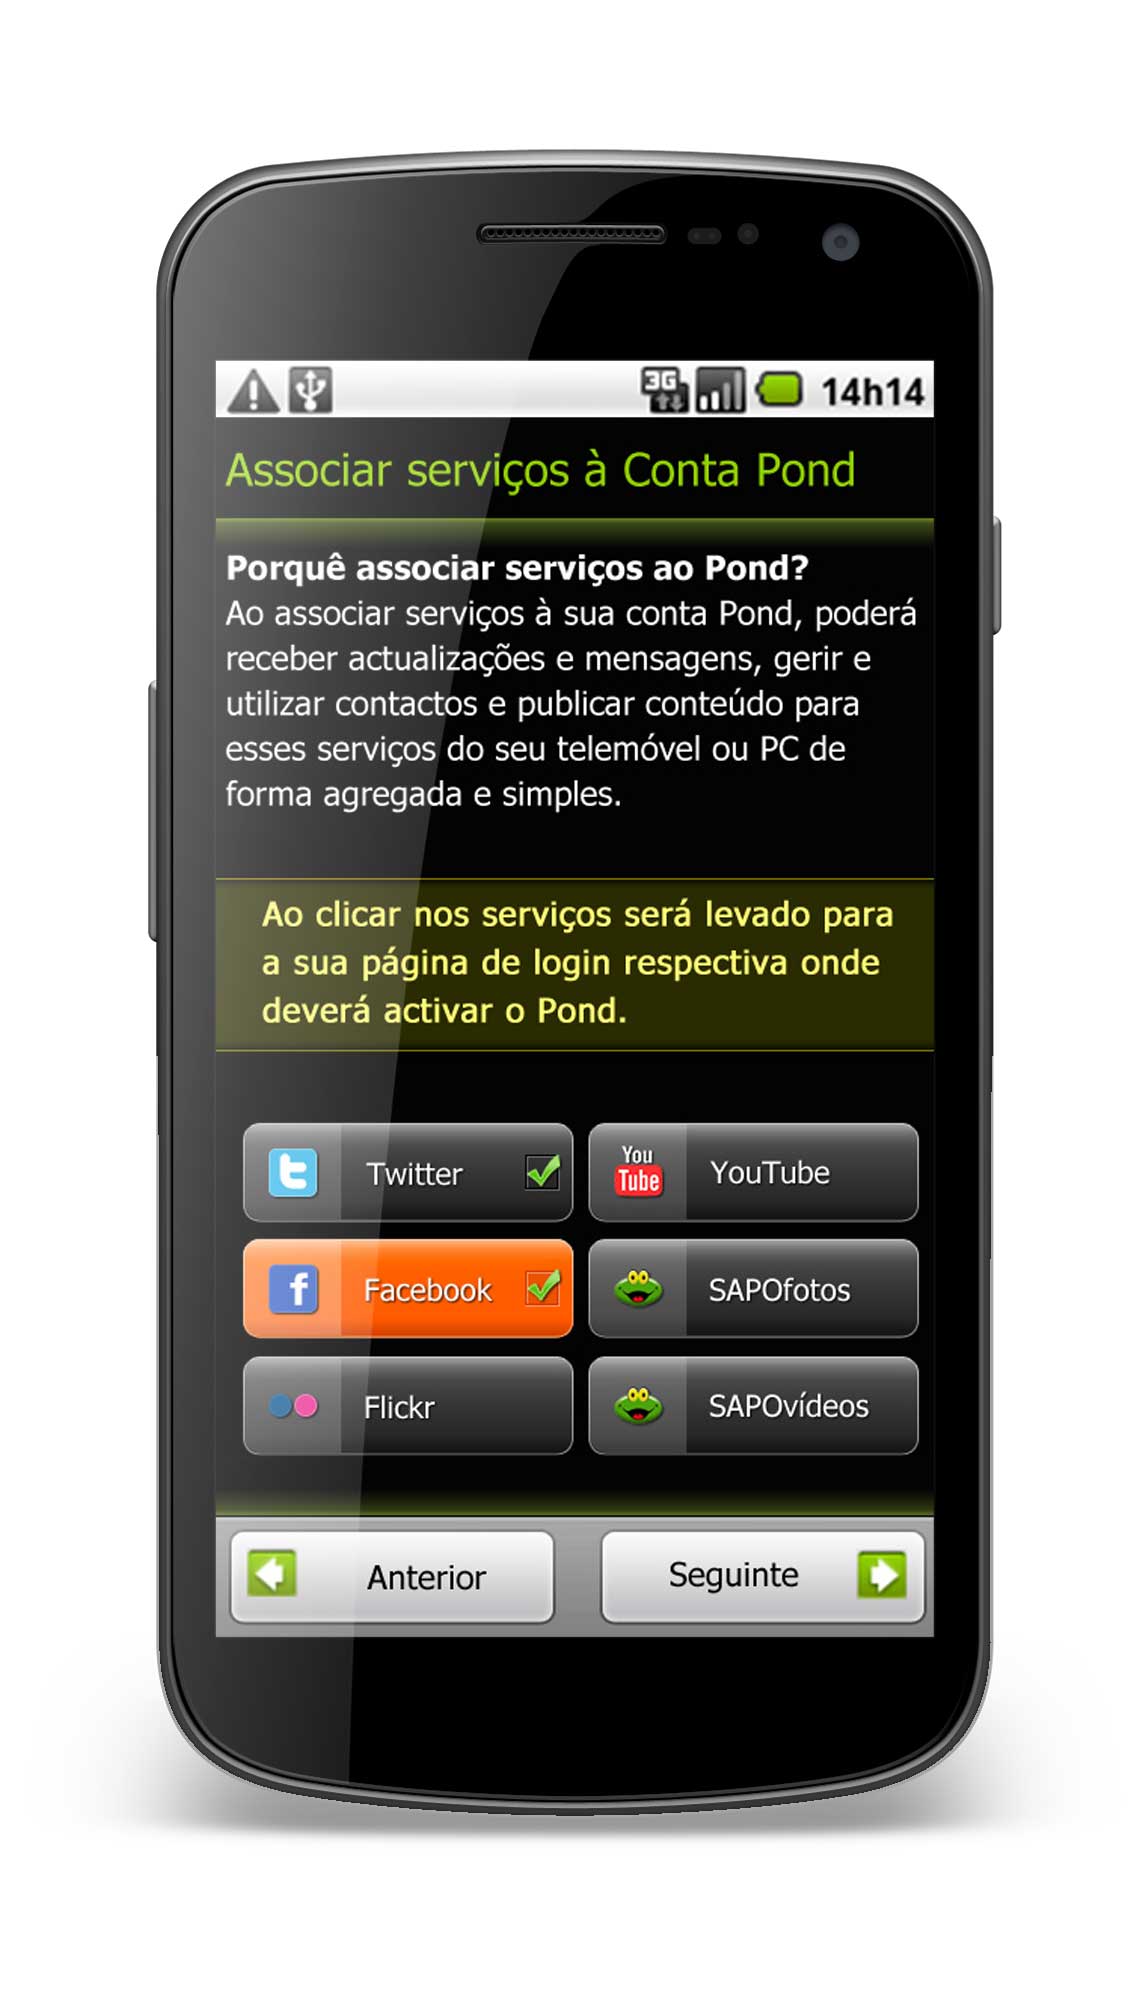 3G 14h14
Associar serviços à Conta Pond
Porquê associar serviços ao Pond?
Ao associar serviços à sua conta Pond, poderá
receber actualizações e mensagens, gerir e
utilizar contactos e publicar conteúdo para
esses serviços do seu telemóvel ou PC de
forma agregada e simples.
Ao clicar nos serviços será levado para
a sua página de login respectiva onde
deverá activar o Pond.
t Twitter
You Tube YouTube
f Facebook
SAPOfotos
Flickr
SAPOvídeos
Anterior
Seguinte